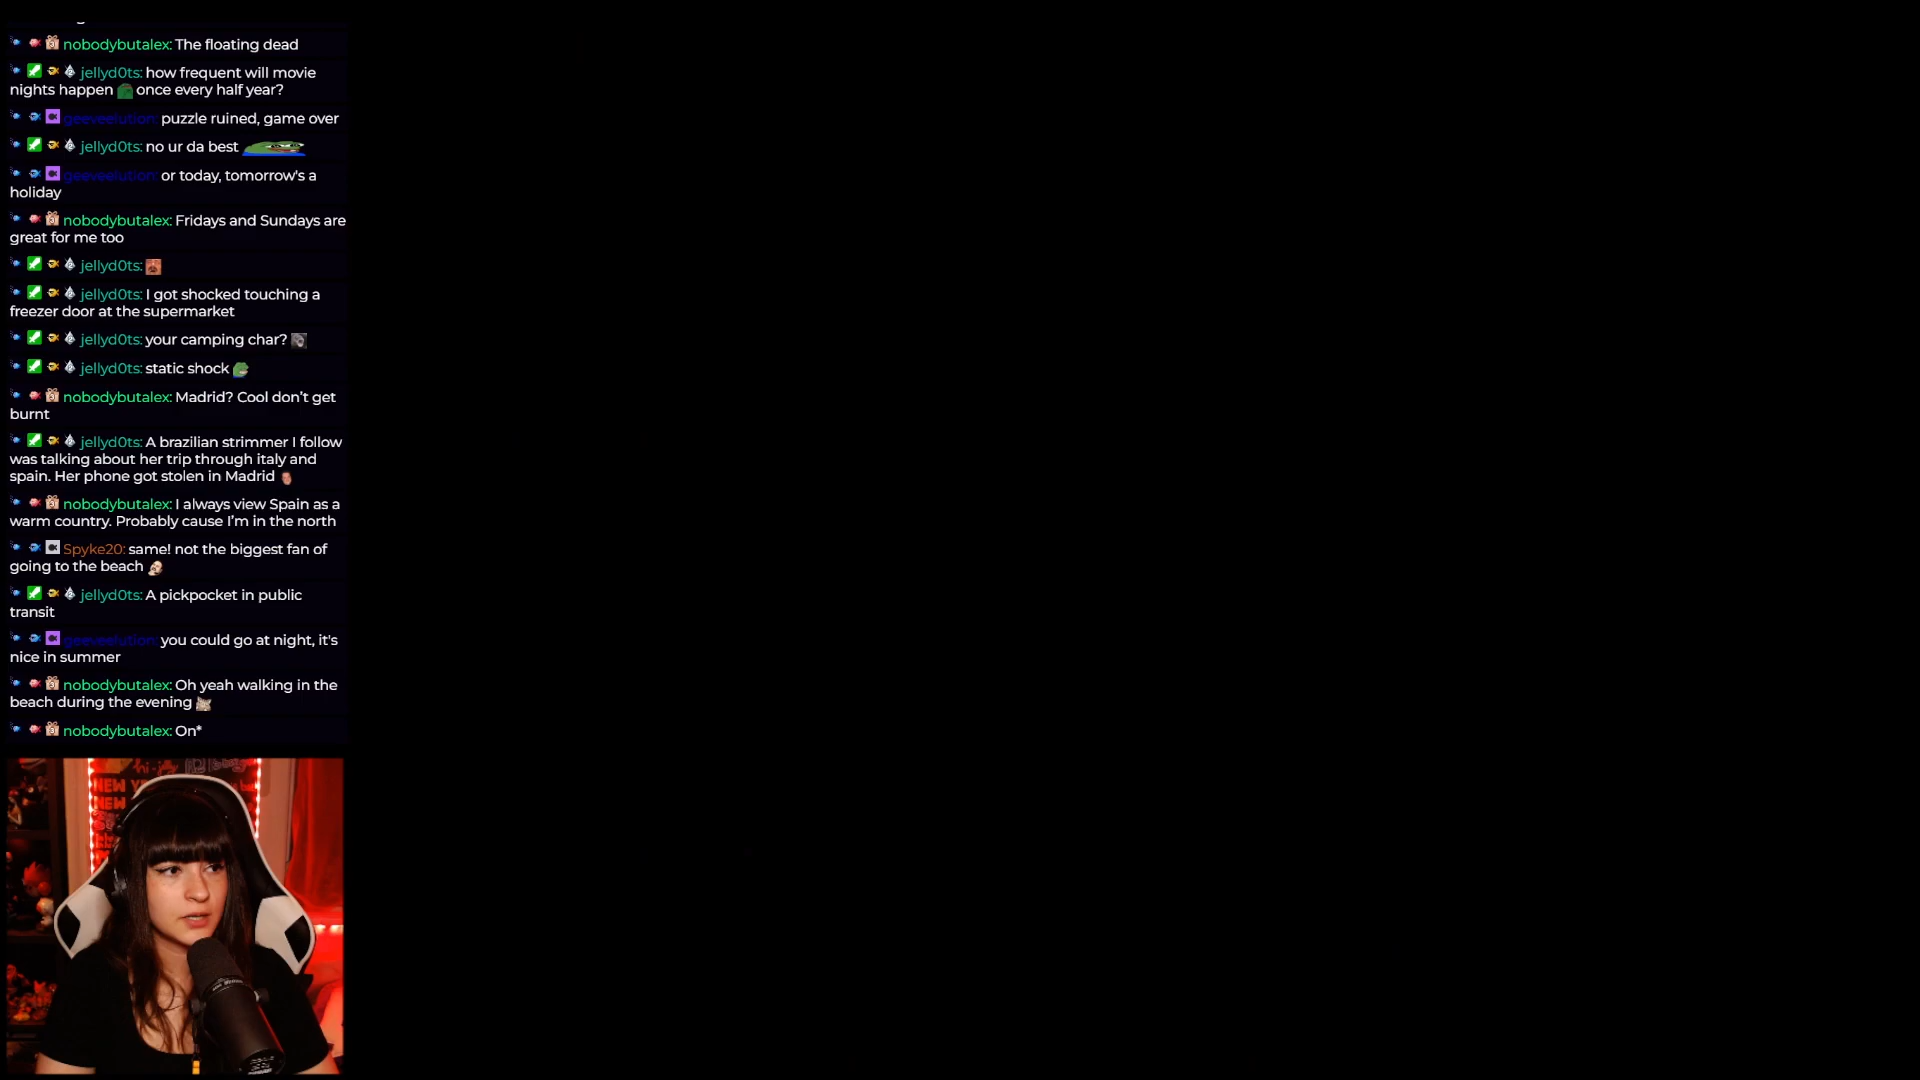 nobodybutalex: The floating dead
jellyd0ts: how frequent will movie
nights happen once every half year?
geeveelution: puzzle ruined, game over
jellyd0ts: no ur da best
geeveelution: or today, tomorrow's a
holiday
nobodybutalex: Fridays and Sundays are
great for me too
jellyd0ts:
jellyd0ts: I got shocked touching a
freezer door at the supermarket
jellyd0ts: your camping char?
jellyd0ts: static shock
nobodybutalex: Madrid? Cool don’t get
burnt
jellyd0ts: A brazilian strimmer I follow
was talking about her trip through italy and
spain. Her phone got stolen in Madrid
nobodybutalex: I always view Spain as a
warm country. Probably cause I’m in the north
Spyke20: same! not the biggest fan of
going to the beach
jellyd0ts: A pickpocket in public
transit
geeveelution: you could go at night, it's
nice in summer
nobodybutalex: Oh yeah walking in the
beach during the evening
nobodybutalex: On*
hi-
NEW
NEW